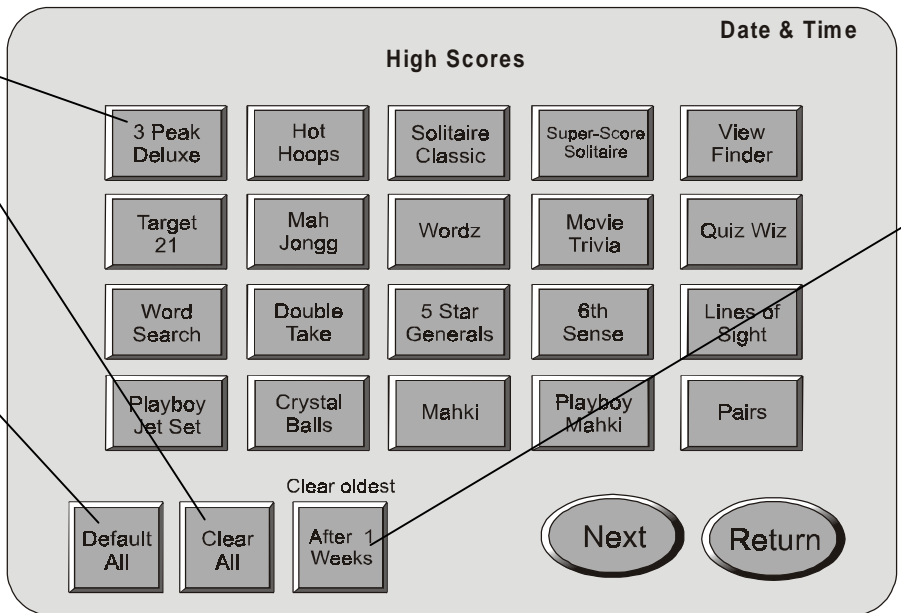 Date & Time
High Scores
3 Peak
Deluxe
Hot
Hoops
Solitaire
Classic
Super-Score
Solitaire
View
Finder
Target
21
Mah
Jongg
Wordz
Movie
Trivia
Quiz Wiz
Word
Search
Double
Take
5 Star
Generals
6th
Sense
Lines of
Sight
Playboy
Jet Set
Crystal
Balls
Mahki
Playboy
Mahki
Pairs
Default
All
Clear
All
Clear oldest
After 1
Weeks
Next
Return